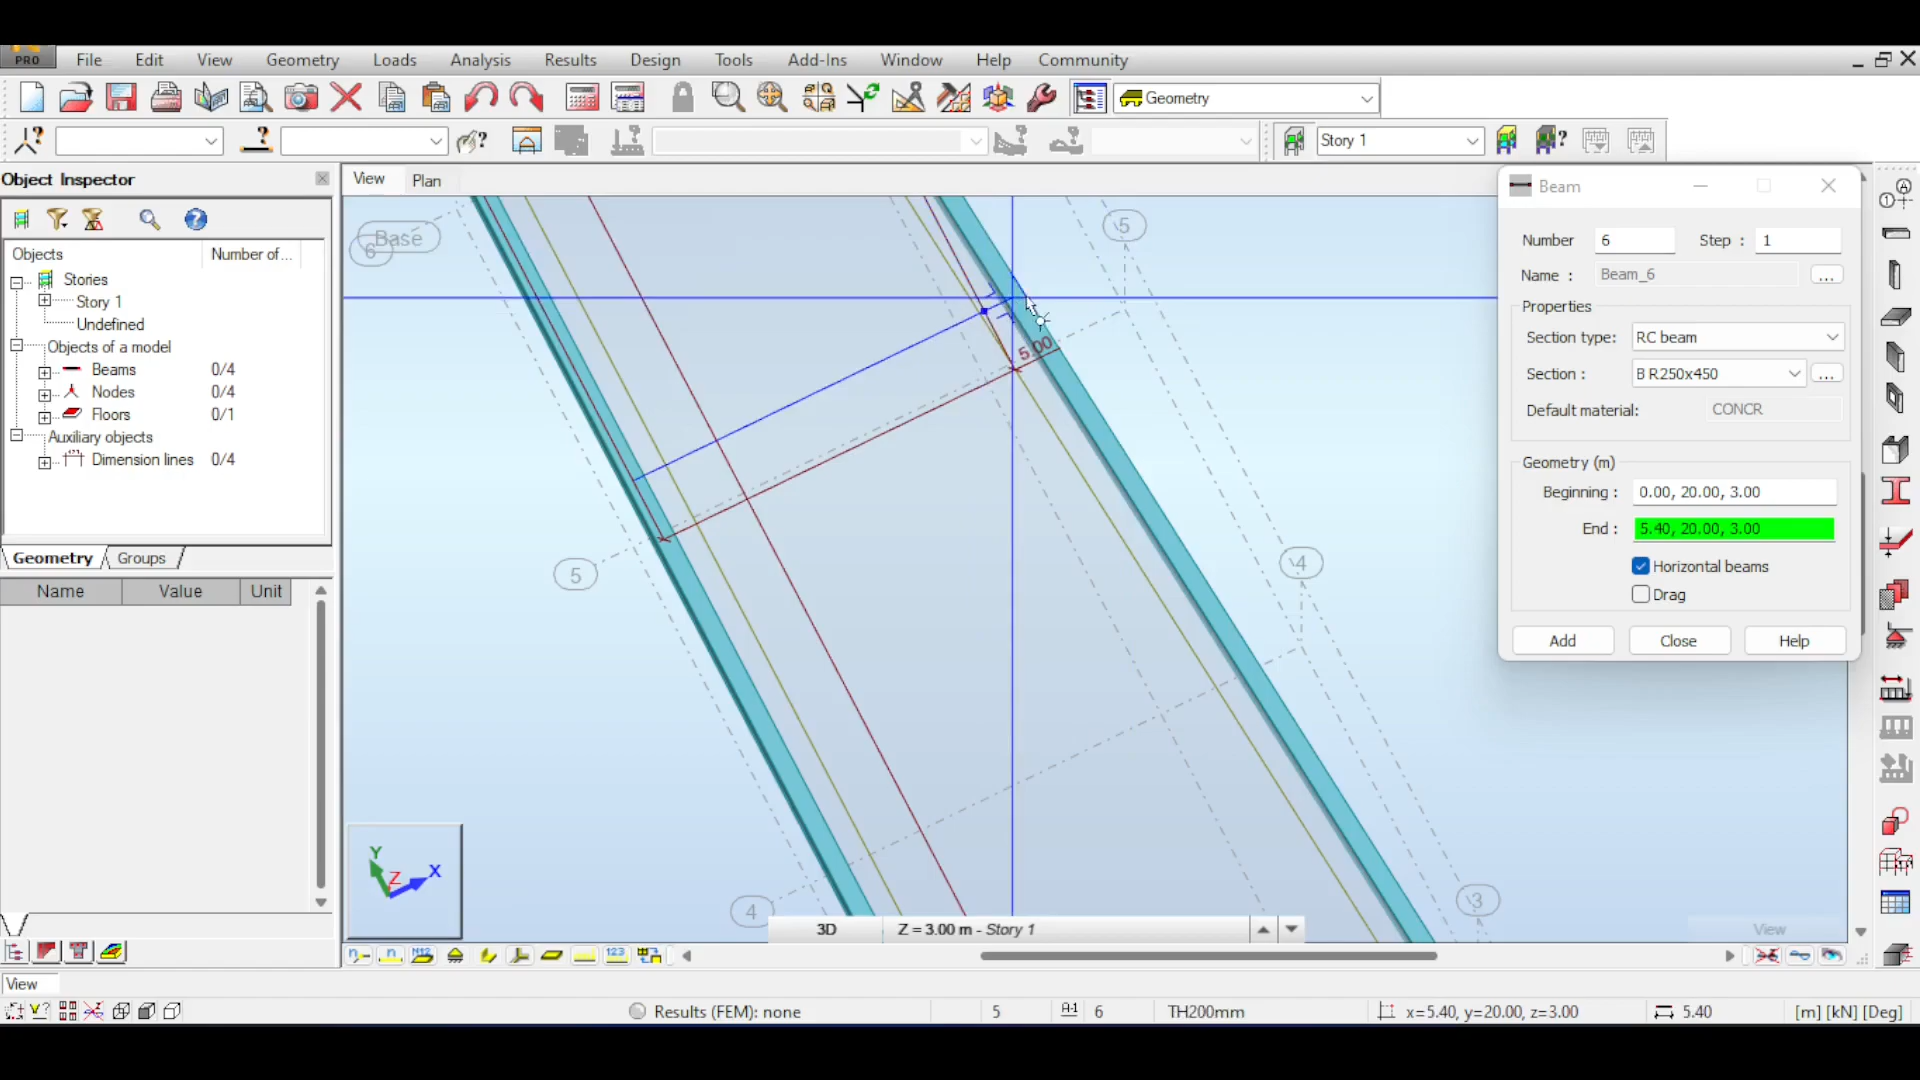 PRO File Edit View Geometry Loads Analysis Results Design Tools Add-Ins Window Help Community
Geometry
Story 1
Object Inspector
View Plan
Beam
Objects Number of...
Stories
Story 1
Undefined
Objects of a model
Beams 0/4
Nodes 0/4
Floors 0/1
Auxiliary objects
Dimension lines 0/4
Geometry Groups
Name Value Unit
Base
6
5
5.00
5
4
4
3
Y
X
Z
Number 6 Step : 1
Name : Beam_6 ...
Properties
Section type: RC beam
Section : B R250x450 ...
Default material: CONCR
Geometry (m)
Beginning : 0.00, 20.00, 3.00
End : 5.40, 20.00, 3.00
Horizontal beams
Drag
Add Close Help
3D Z = 3.00 m - Story 1
View
View
Results (FEM): none 5 6 TH200mm x=5.40, y=20.00, z=3.00 5.40 [m] [kN] [Deg]